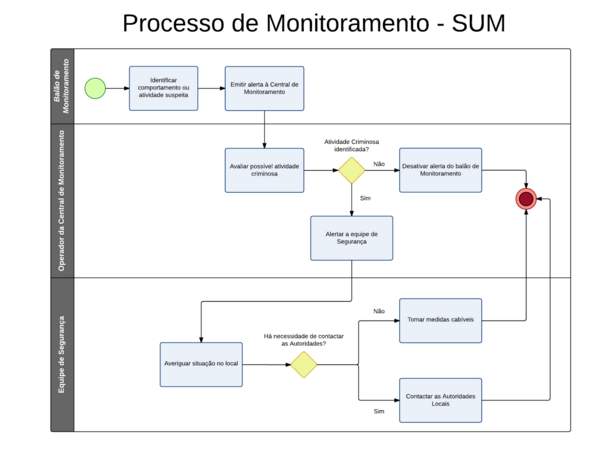 Processo de Monitoramento - SUM
Balão de
Monitoramento
Identificar
comportamento ou
atividade suspeita
Emitir alerta à Central de
Monitoramento
Operador da Central de Monitoramento
Avaliar possível atividade
criminosa
Atividade Criminosa
identificada?
Não
Desativar alerta do balão de
Monitoramento
Sim
Alertar a equipe de
Segurança
Equipe de Segurança
Averiguar situação no local
Há necessidade de contactar
as Autoridades?
Não
Tomar medidas cabíveis
Sim
Contactar as Autoridades
Locais